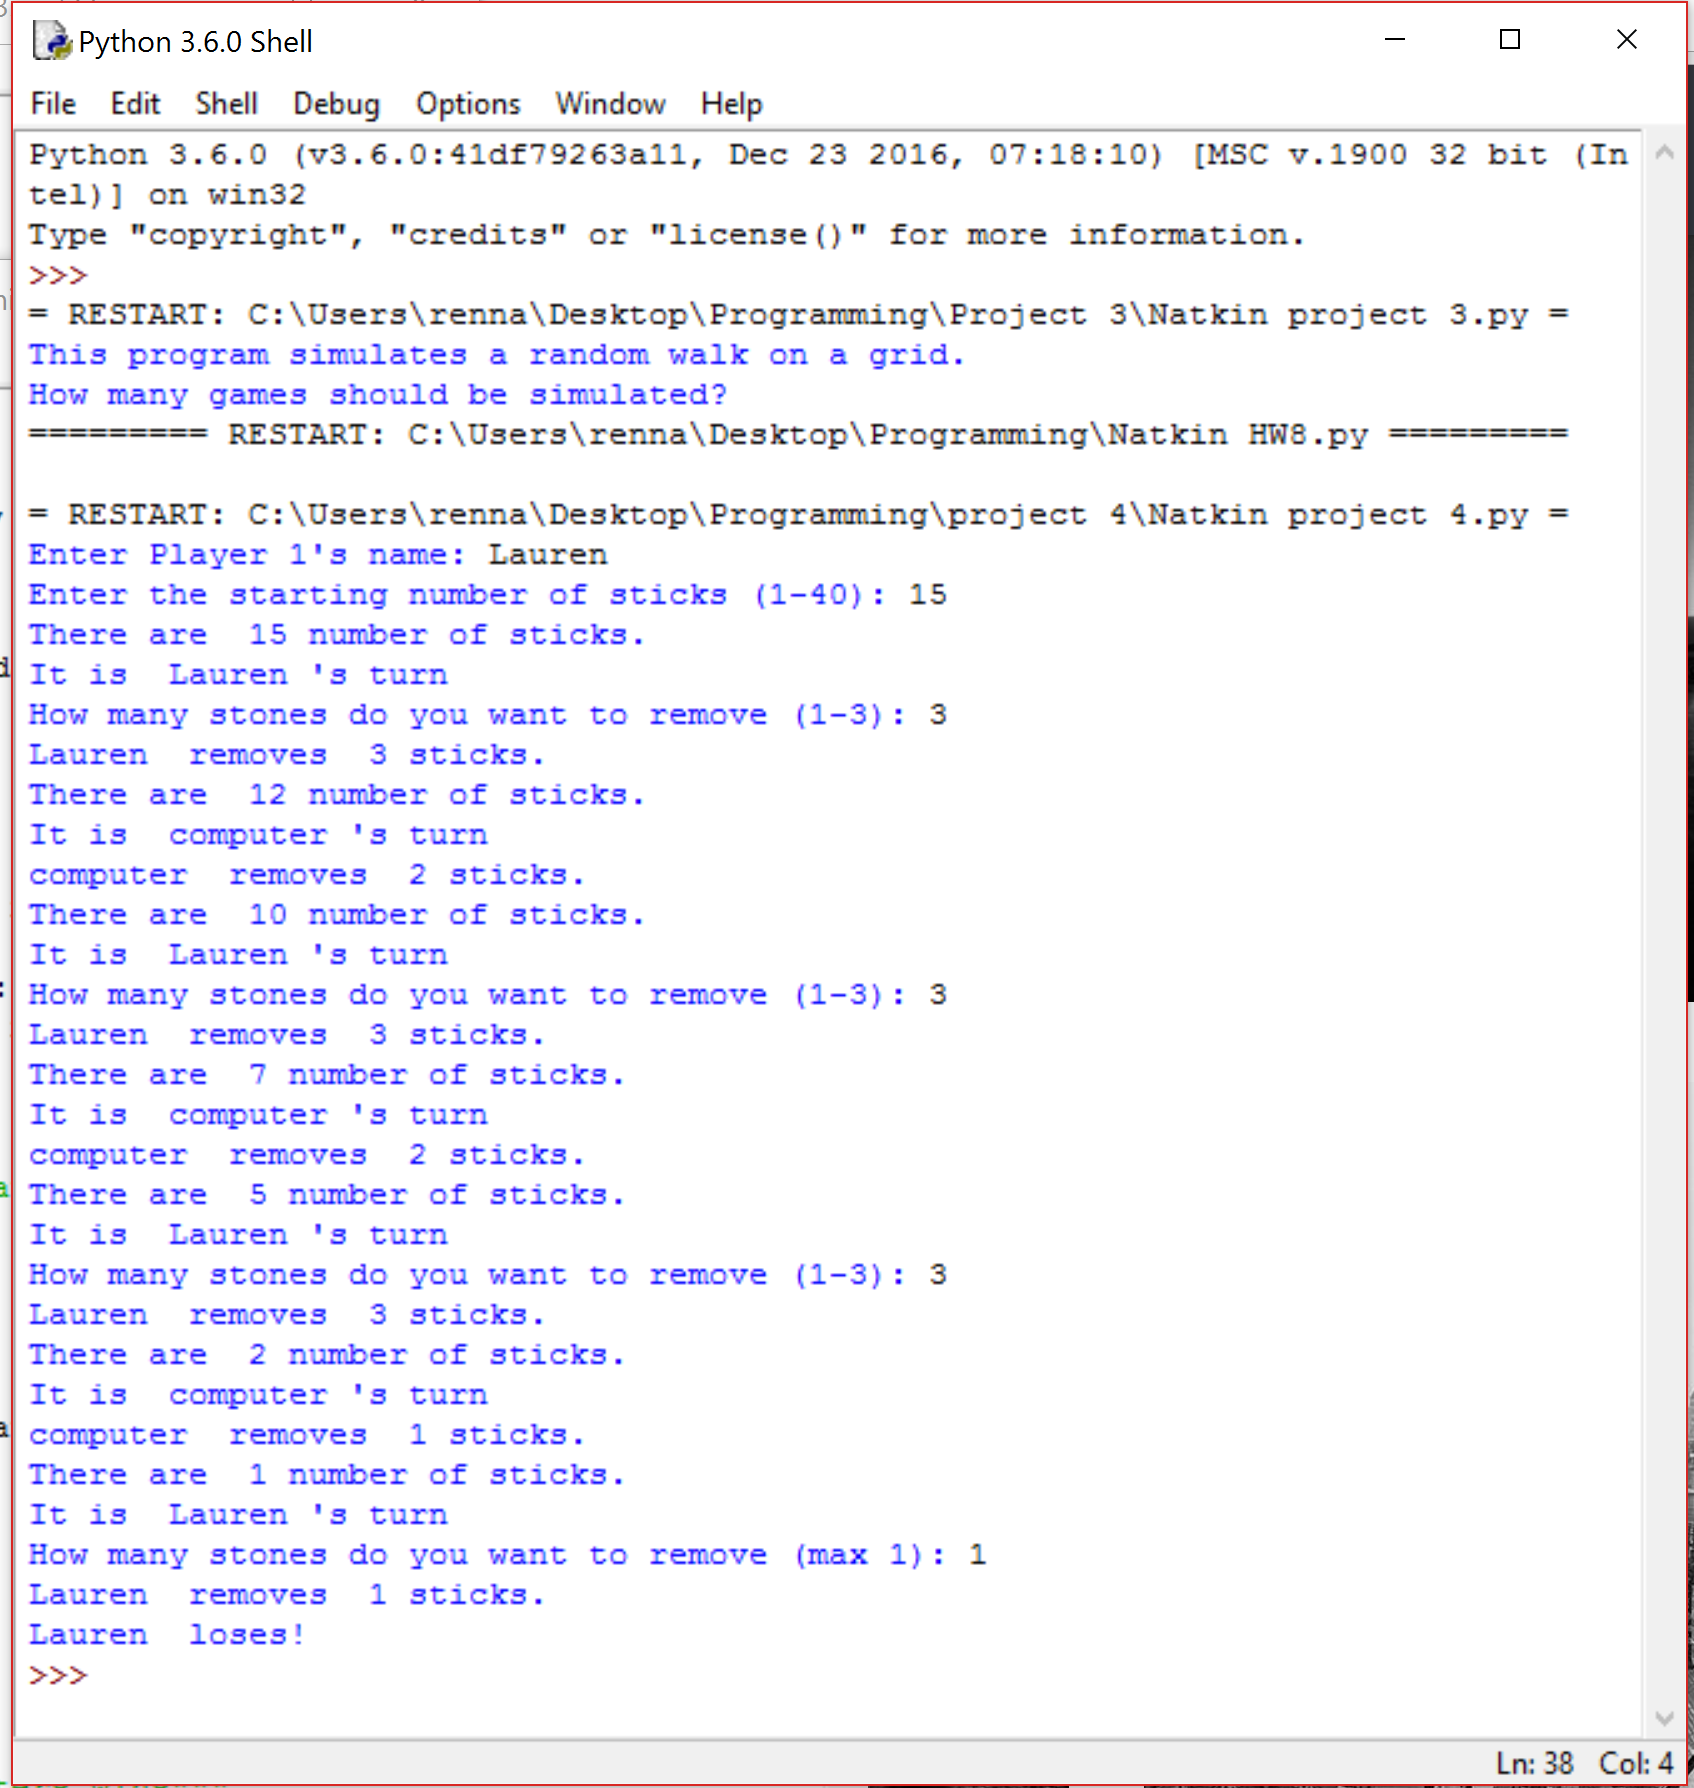 Python 3.6.0 Shell
File Edit Shell Debug Options Window Help
Python 3.6.0 (v3.6.0:41df79263a11, Dec 23 2016, 07:18:10) [MSC v.1900 32 bit (In
tel)] on win32
Type "copyright", "credits" or "license()" for more information.
>>>
= RESTART: C:\Users\renna\Desktop\Programming\Project 3\Natkin project 3.py =
This program simulates a random walk on a grid.
How many games should be simulated?
========= RESTART: C:\Users\renna\Desktop\Programming\Natkin HW8.py =========
= RESTART: C:\Users\renna\Desktop\Programming\project 4\Natkin project 4.py =
Enter Player 1's name: Lauren
Enter the starting number of sticks (1-40): 15
There are  15 number of sticks.
It is  Lauren 's turn
How many stones do you want to remove (1-3): 3
Lauren  removes  3 sticks.
There are  12 number of sticks.
It is  computer 's turn
computer  removes  2 sticks.
There are  10 number of sticks.
It is  Lauren 's turn
How many stones do you want to remove (1-3): 3
Lauren  removes  3 sticks.
There are  7 number of sticks.
It is  computer 's turn
computer  removes  2 sticks.
There are  5 number of sticks.
It is  Lauren 's turn
How many stones do you want to remove (1-3): 3
Lauren  removes  3 sticks.
There are  2 number of sticks.
It is  computer 's turn
computer  removes  1 sticks.
There are  1 number of sticks.
It is  Lauren 's turn
How many stones do you want to remove (max 1): 1
Lauren  removes  1 sticks.
Lauren  loses!
>>>
Ln: 38 Col: 4